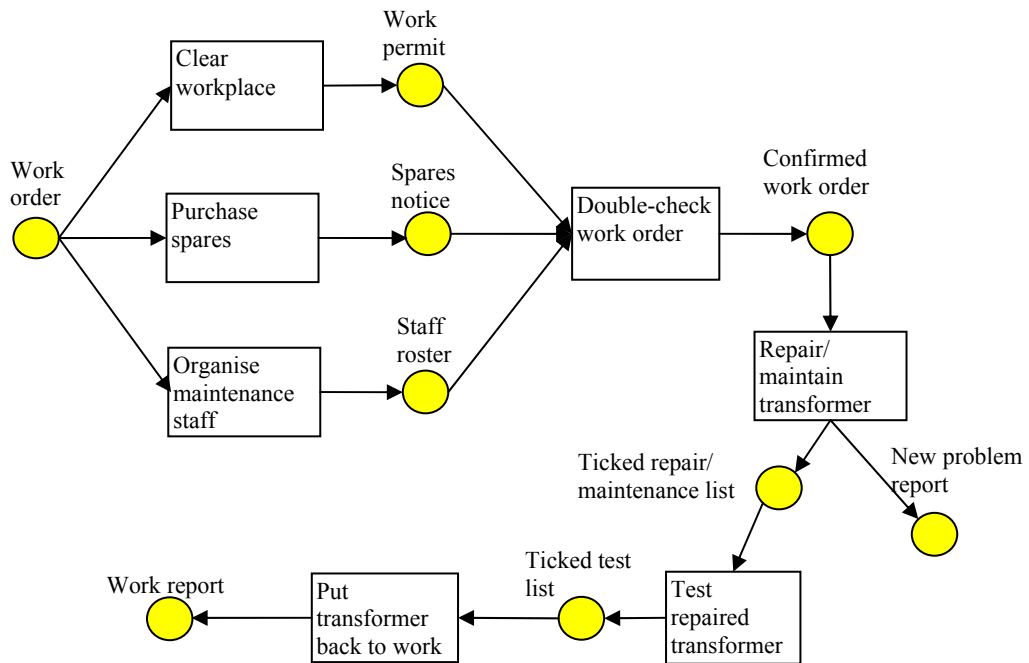 Work
permit
Clear
workplace
Work
order
Purchase
spares
Spares
notice
Double-check
work order
Confirmed
work order
Organise
maintenance
staff
Staff
roster
Repair/
maintain
transformer
Ticked repair/
maintenance list
New problem
report
Work report
Put
transformer
back to work
Ticked test
list
Test
repaired
transformer